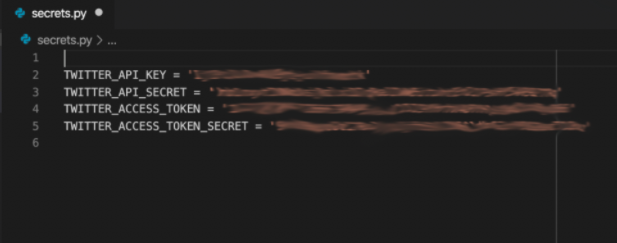 secrets.py
secrets.py > ...
1
2 TWITTER_API_KEY = '
3 TWITTER_API_SECRET = '
4 TWITTER_ACCESS_TOKEN = '
5 TWITTER_ACCESS_TOKEN_SECRET = '
6